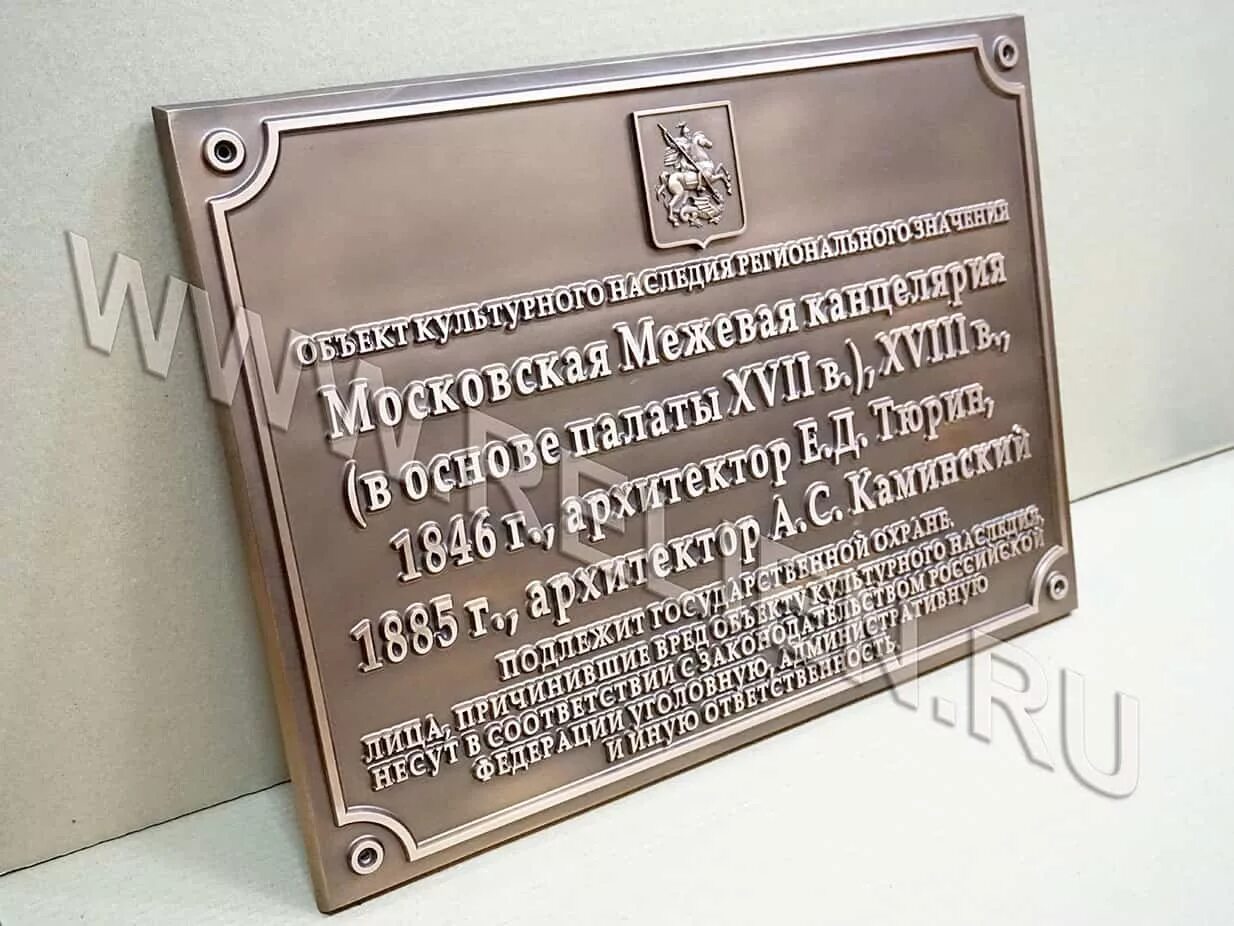 ОБЪЕКТ КУЛЬТУРНОГО НАСЛЕДИЯ РЕГИОНАЛЬНОГО ЗНАЧЕНИЯ
Московская Межевая канцелярия
(в основе палаты XVII в.), XVIII в.,
1846 г., архитектор Е.Д. Тюрин,
1885 г., архитектор А.С. Каминский
ПОДЛЕЖИТ ГОСУДАРСТВЕННОЙ ОХРАНЕ.
ЛИЦА, ПРИЧИНИВШИЕ ВРЕД ОБЪЕКТУ КУЛЬТУРНОГО НАСЛЕДИЯ,
НЕСУТ В СООТВЕТСТВИИ С ЗАКОНОДАТЕЛЬСТВОМ РОССИЙСКОЙ
ФЕДЕРАЦИИ УГОЛОВНУЮ, АДМИНИСТРАТИВНУЮ
И ИНУЮ ОТВЕТСТВЕННОСТЬ.